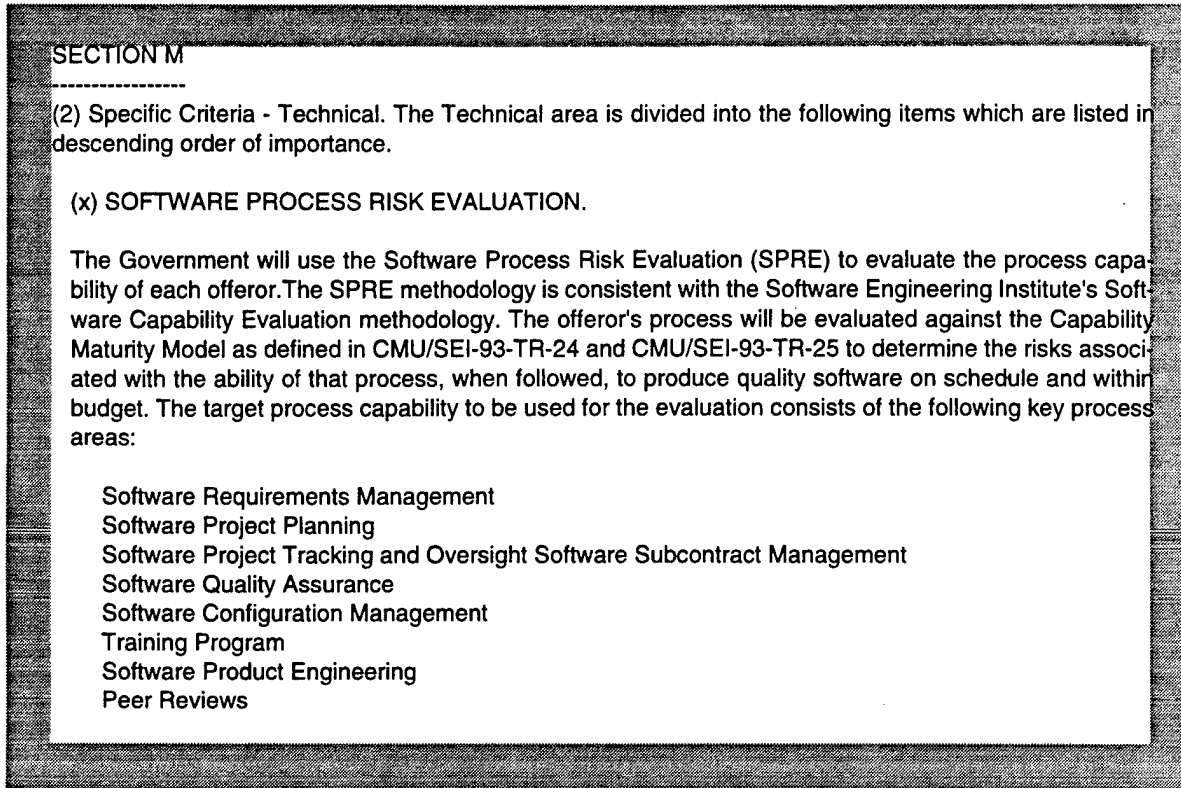 SECTION M
-----------------
(2) Specific Criteria - Technical. The Technical area is divided into the following items which are listed in
descending order of importance.
(x) SOFTWARE PROCESS RISK EVALUATION.
The Government will use the Software Process Risk Evaluation (SPRE) to evaluate the process capa-
bility of each offeror.The SPRE methodology is consistent with the Software Engineering Institute's Soft-
ware Capability Evaluation methodology. The offeror's process will be evaluated against the Capability
Maturity Model as defined in CMU/SEI-93-TR-24 and CMU/SEI-93-TR-25 to determine the risks associ-
ated with the ability of that process, when followed, to produce quality software on schedule and within
budget. The target process capability to be used for the evaluation consists of the following key process
areas:
Software Requirements Management
Software Project Planning
Software Project Tracking and Oversight Software Subcontract Management
Software Quality Assurance
Software Configuration Management
Training Program
Software Product Engineering
Peer Reviews